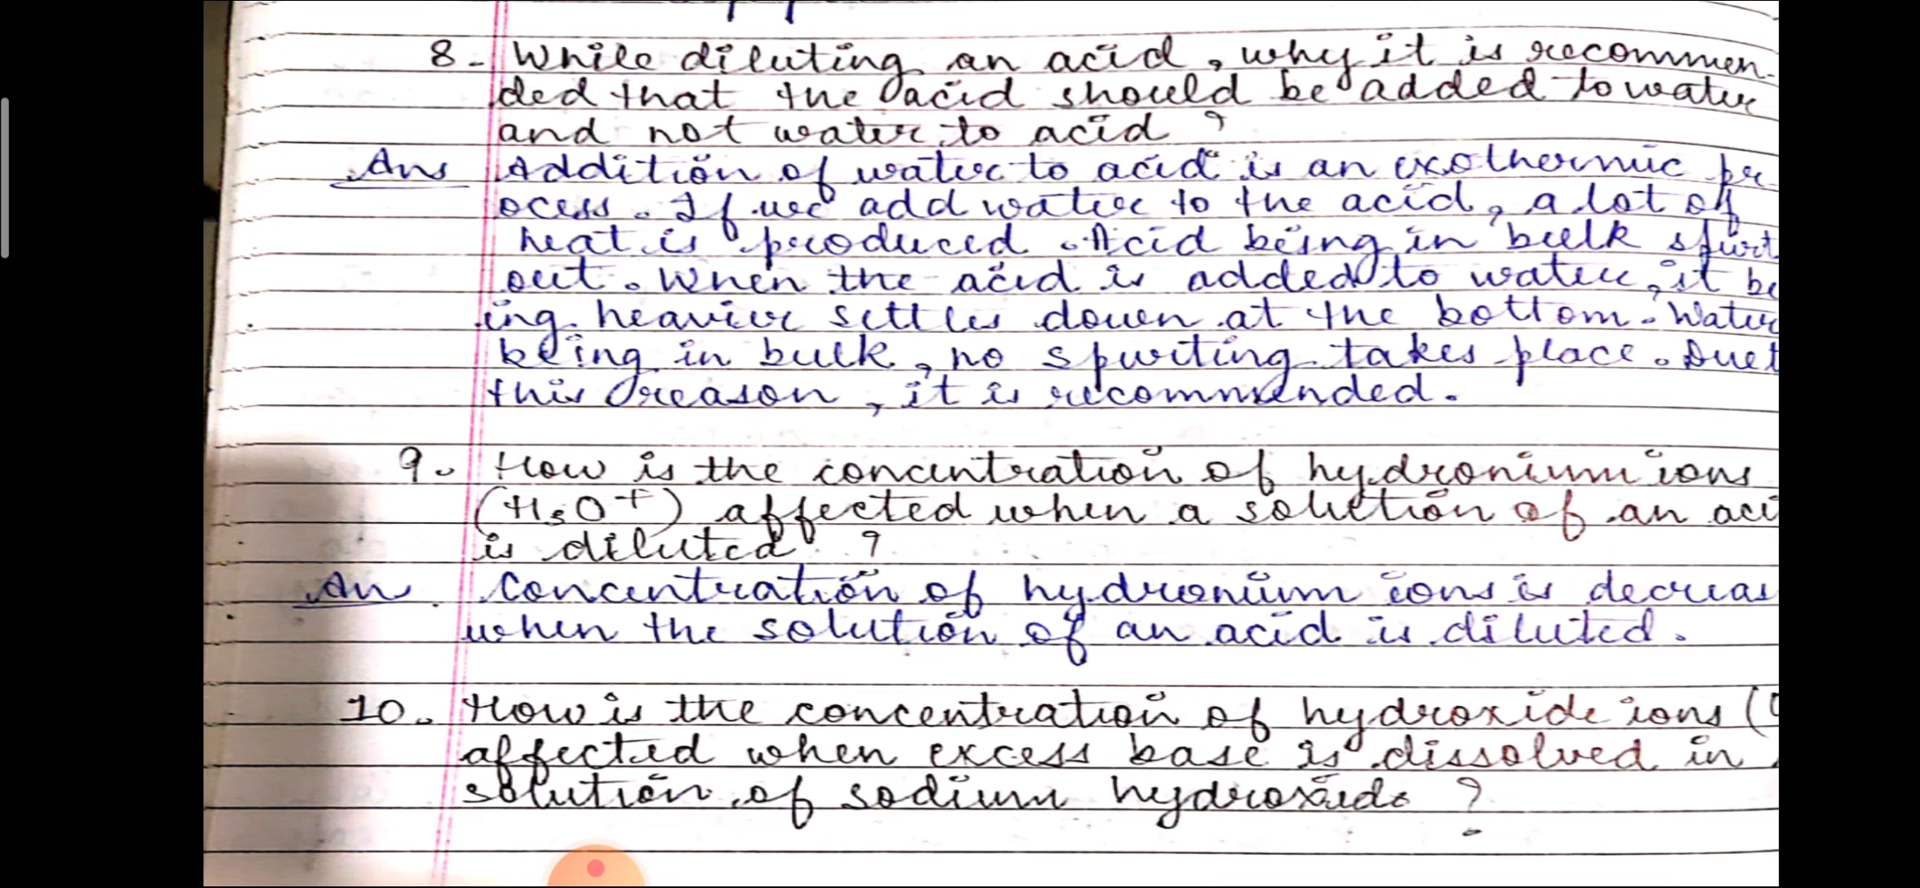 8- While diluting an acid, why it is recommen-
ded that the acid should be added to water
and not water to acid ?
Ans Addition of water to acid is an exothermic pr-
ocess. If we add water to the acid, a lot of
heat is produced. Acid being in bulk spurt
out. When the acid is added to water, it be
ing heavier settles down at the bottom. Water
being in bulk, no spurting takes place. Due t
this reason, it is recommended.
9. How is the concentration of hydronium ions
(H3O+) affected when a solution of an aci
is diluted ?
An Concentration of hydronium ions is decreas
when the solution of an acid is diluted.
10. How is the concentration of hydroxide ions (
affected when excess base is dissolved in
solution of sodium hydroxide ?